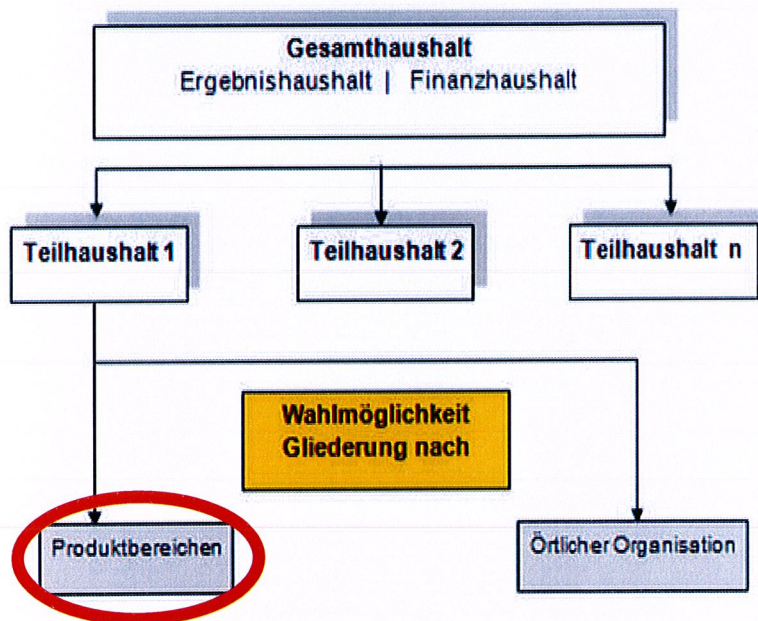 Gesamthaushalt
Ergebnishaushalt | Finanzhaushalt
Teilhaushalt 1
Teilhaushalt 2
Teilhaushalt n
Wahlmöglichkeit
Gliederung nach
Produktbereichen
Örtlicher Organisation